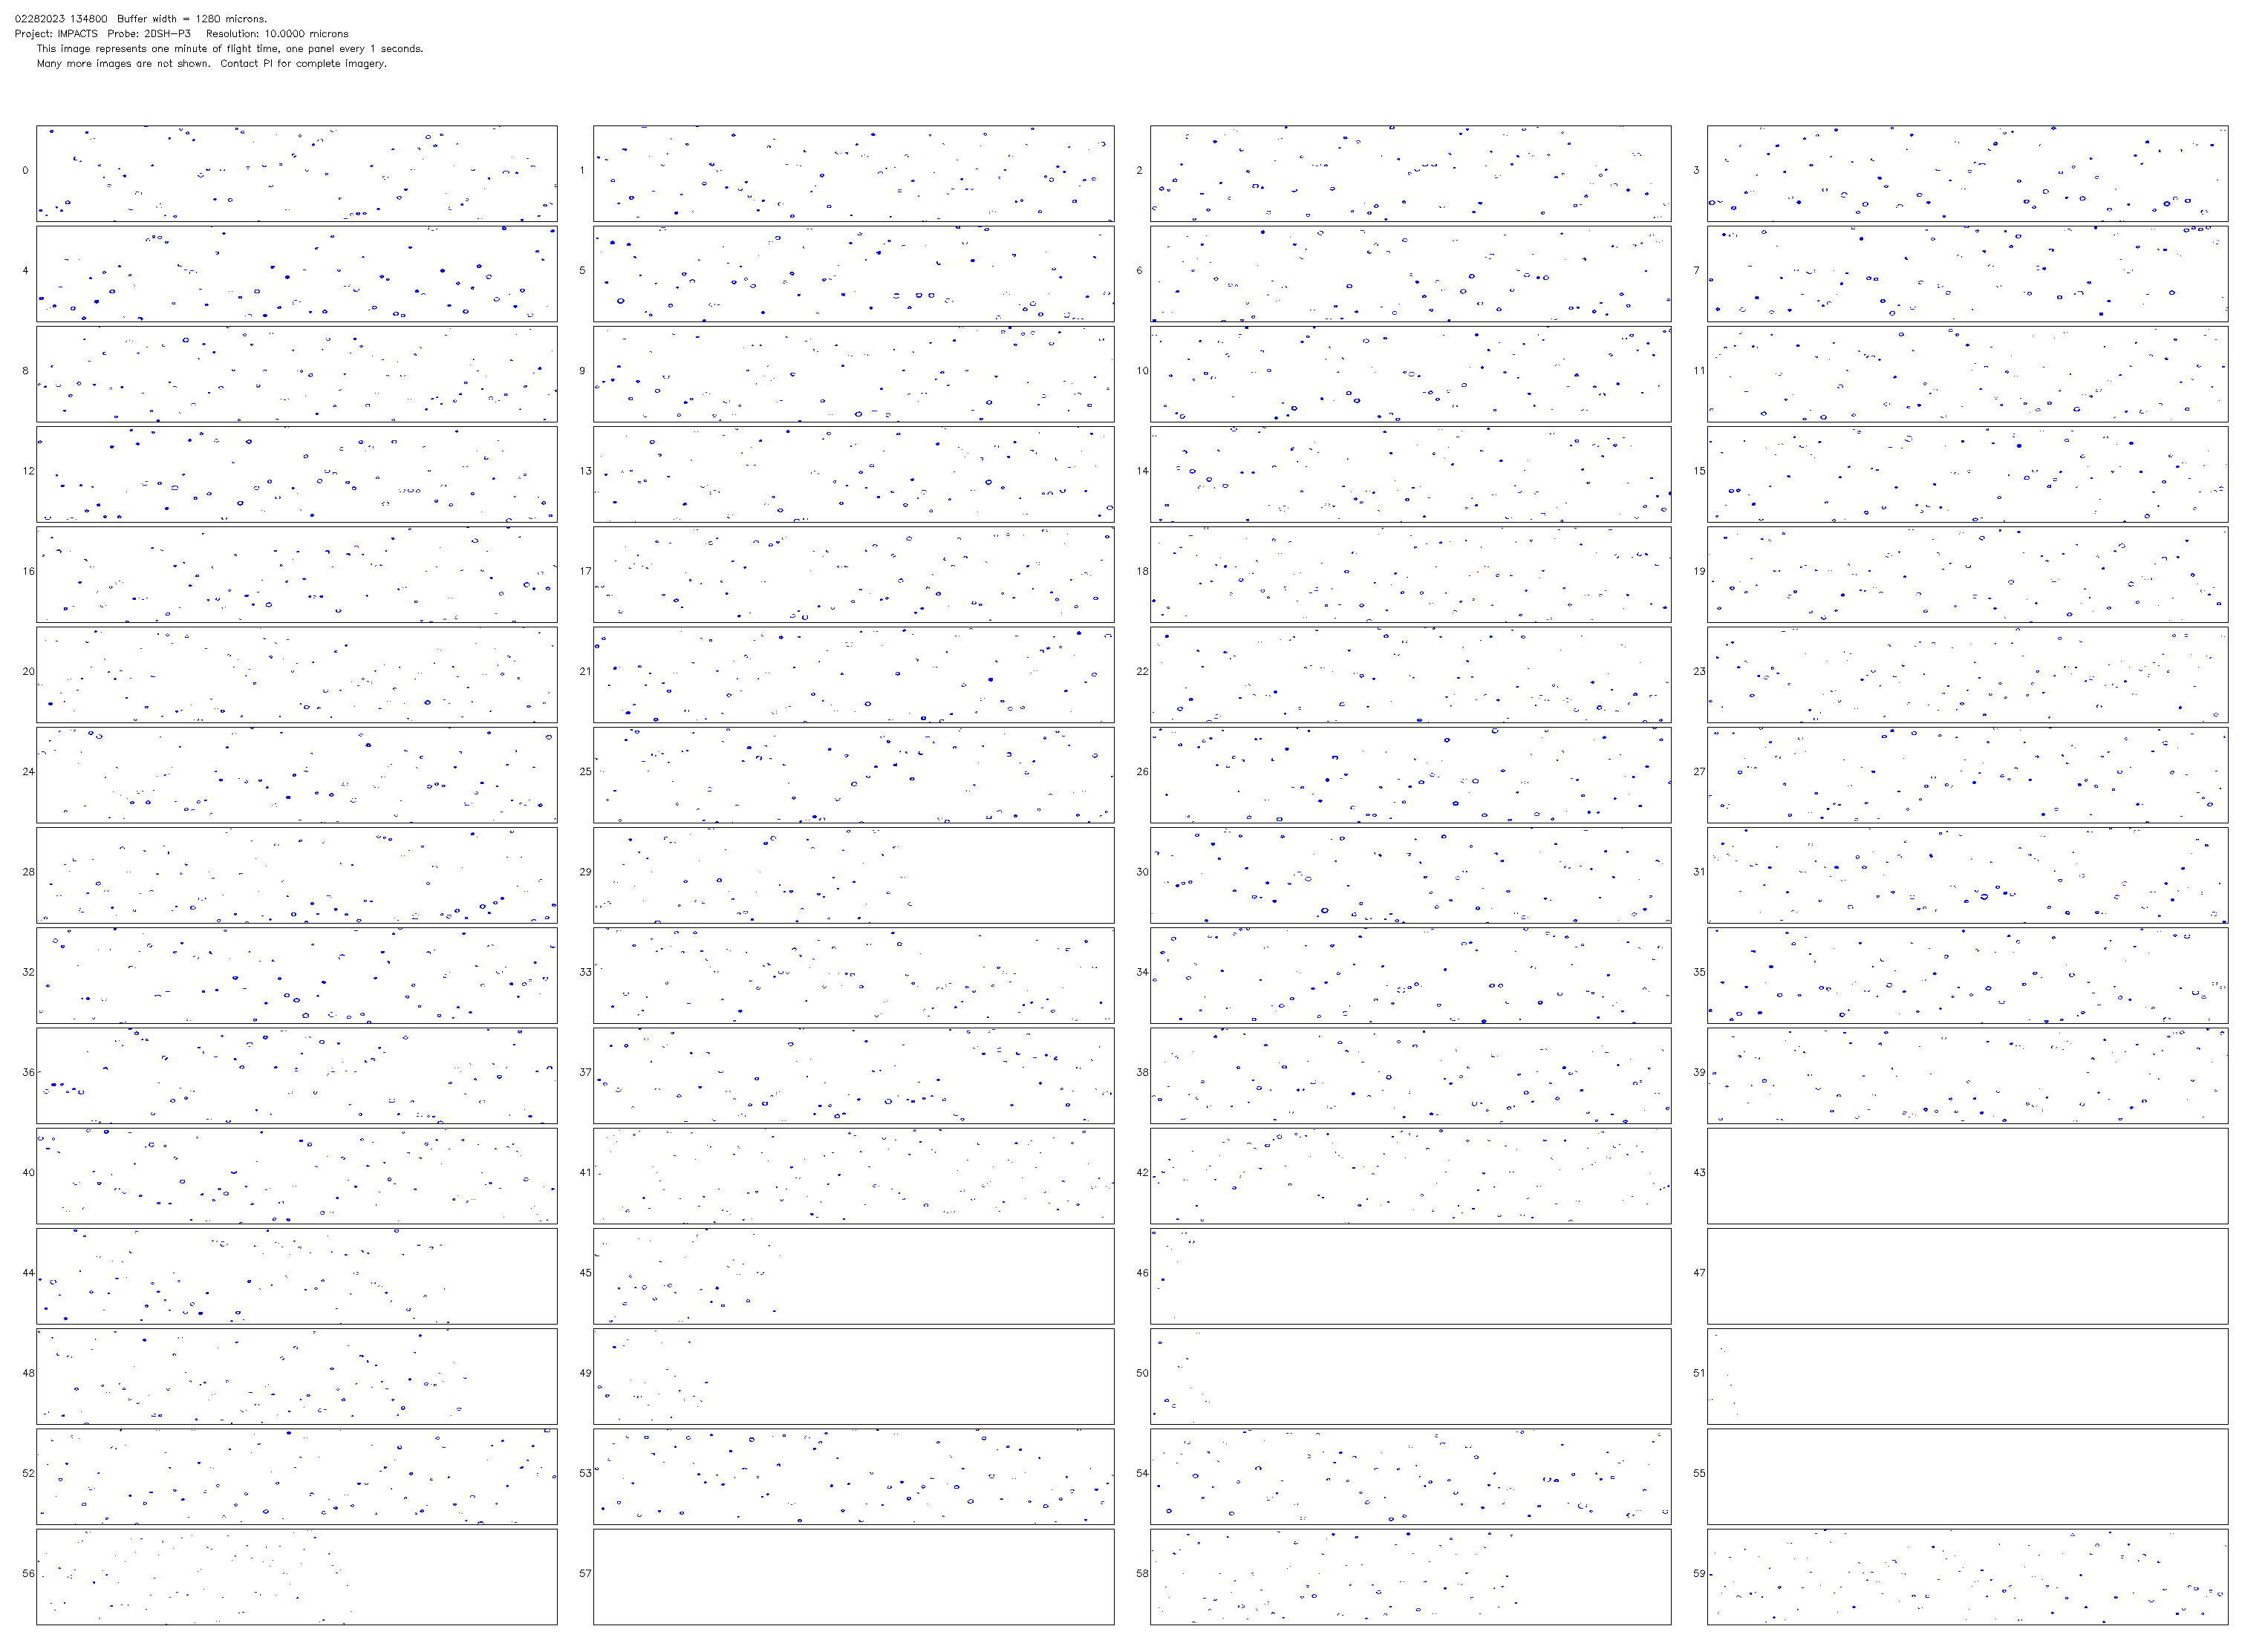 02282023 134800 Buffer width = 1280 microns.
Project: IMPACTS Probe: 2DSH-P3 Resolution: 10.0000 microns
This image represents one minute of flight time, one panel every 1 seconds.
Many more images are not shown. Contact PI for complete imagery.
0 1 2 3
4 5 6 7
8 9 10 11
12 13 14 15
16 17 18 19
20 21 22 23
24 25 26 27
28 29 30 31
32 33 34 35
36 37 38 39
40 41 42 43
44 45 46 47
48 49 50 51
52 53 54 55
56 57 58 59